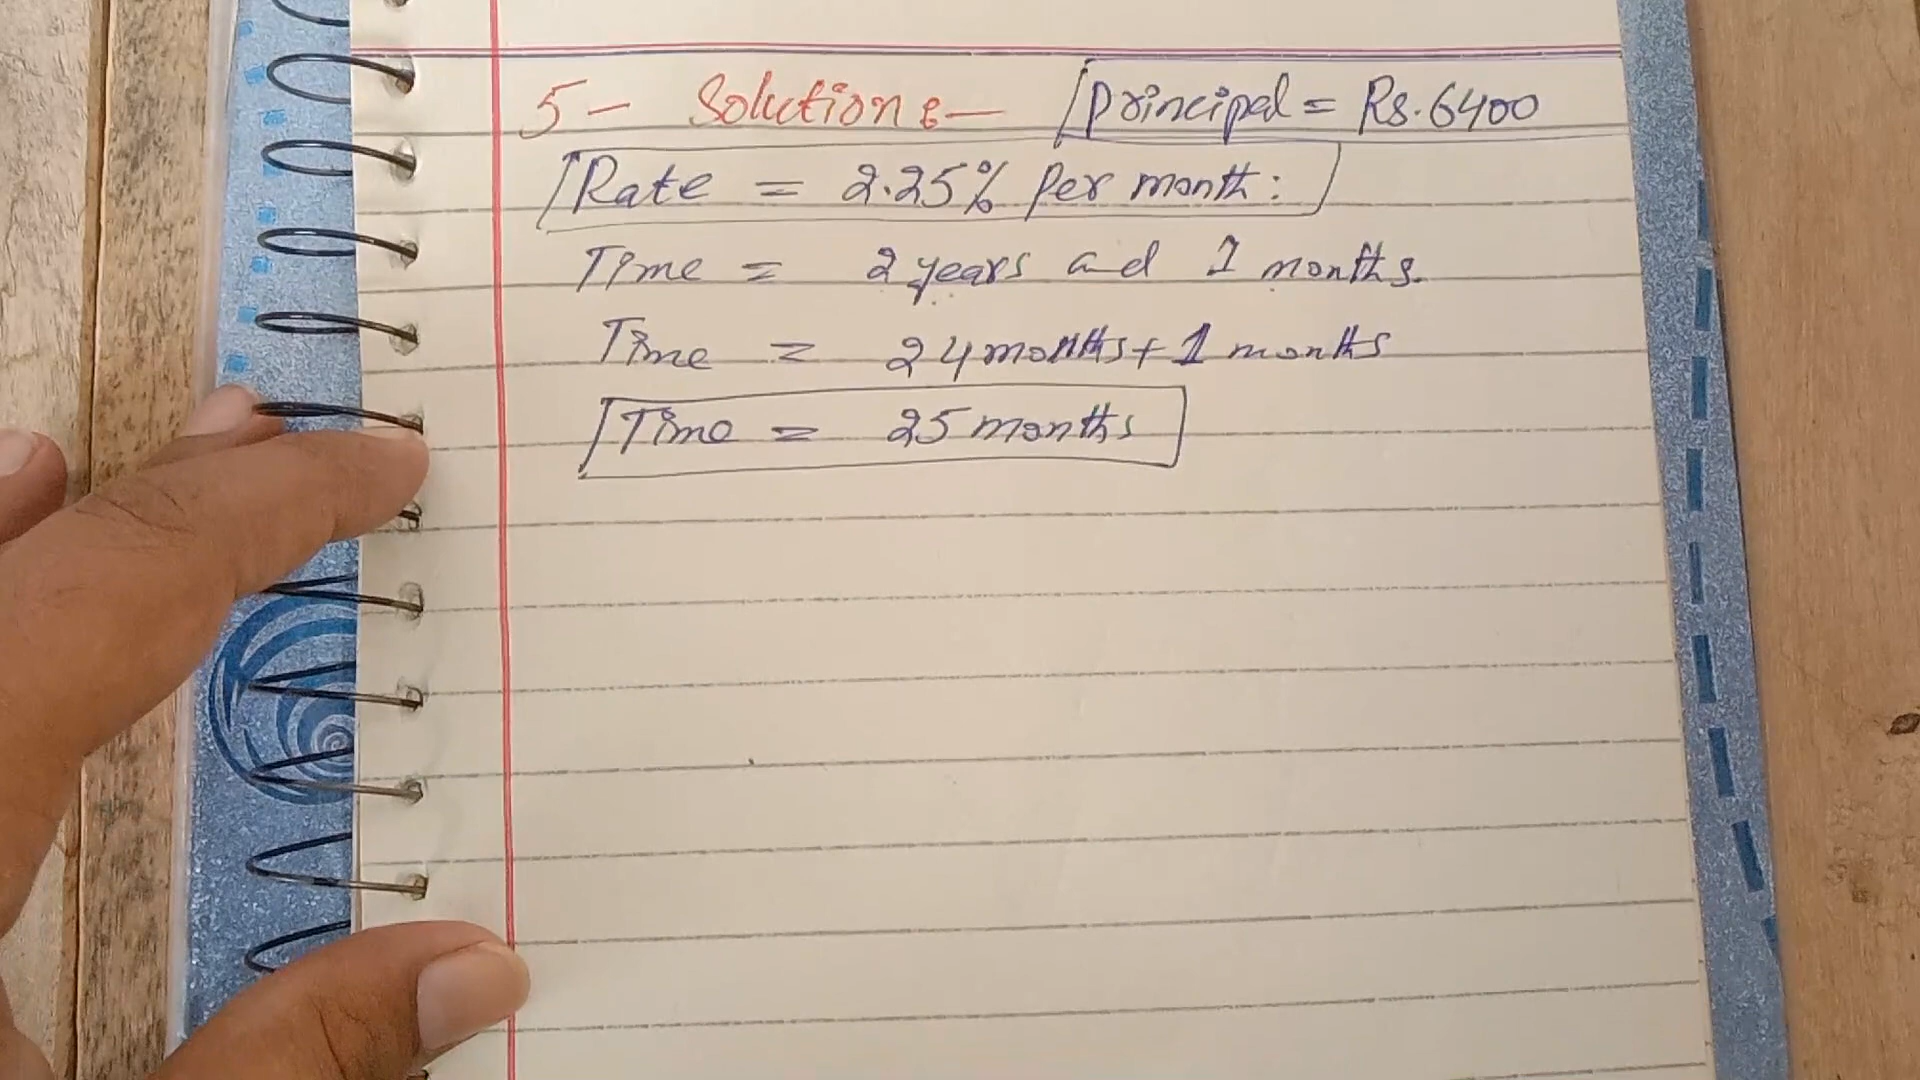 5- Solution:- Principal = Rs.6400
Rate = 2.25% Per month:
Time = 2 years and 1 months.
Time = 24 months + 1 months
Time = 25 months